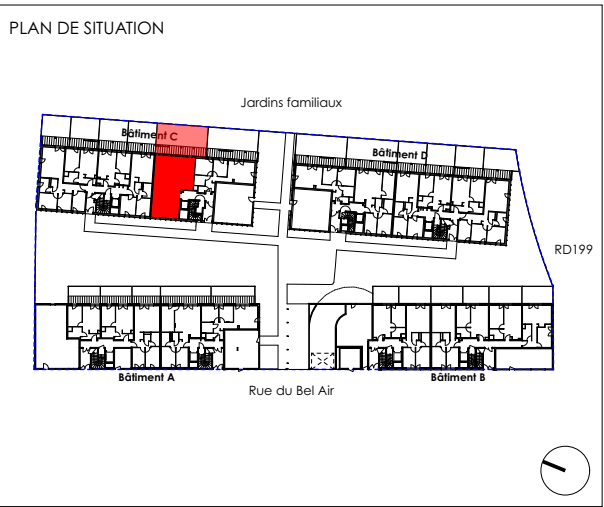 PLAN DE SITUATION
Jardins familiaux
Bâtiment C
Bâtiment D
RD199
Bâtiment A
Bâtiment B
Rue du Bel Air